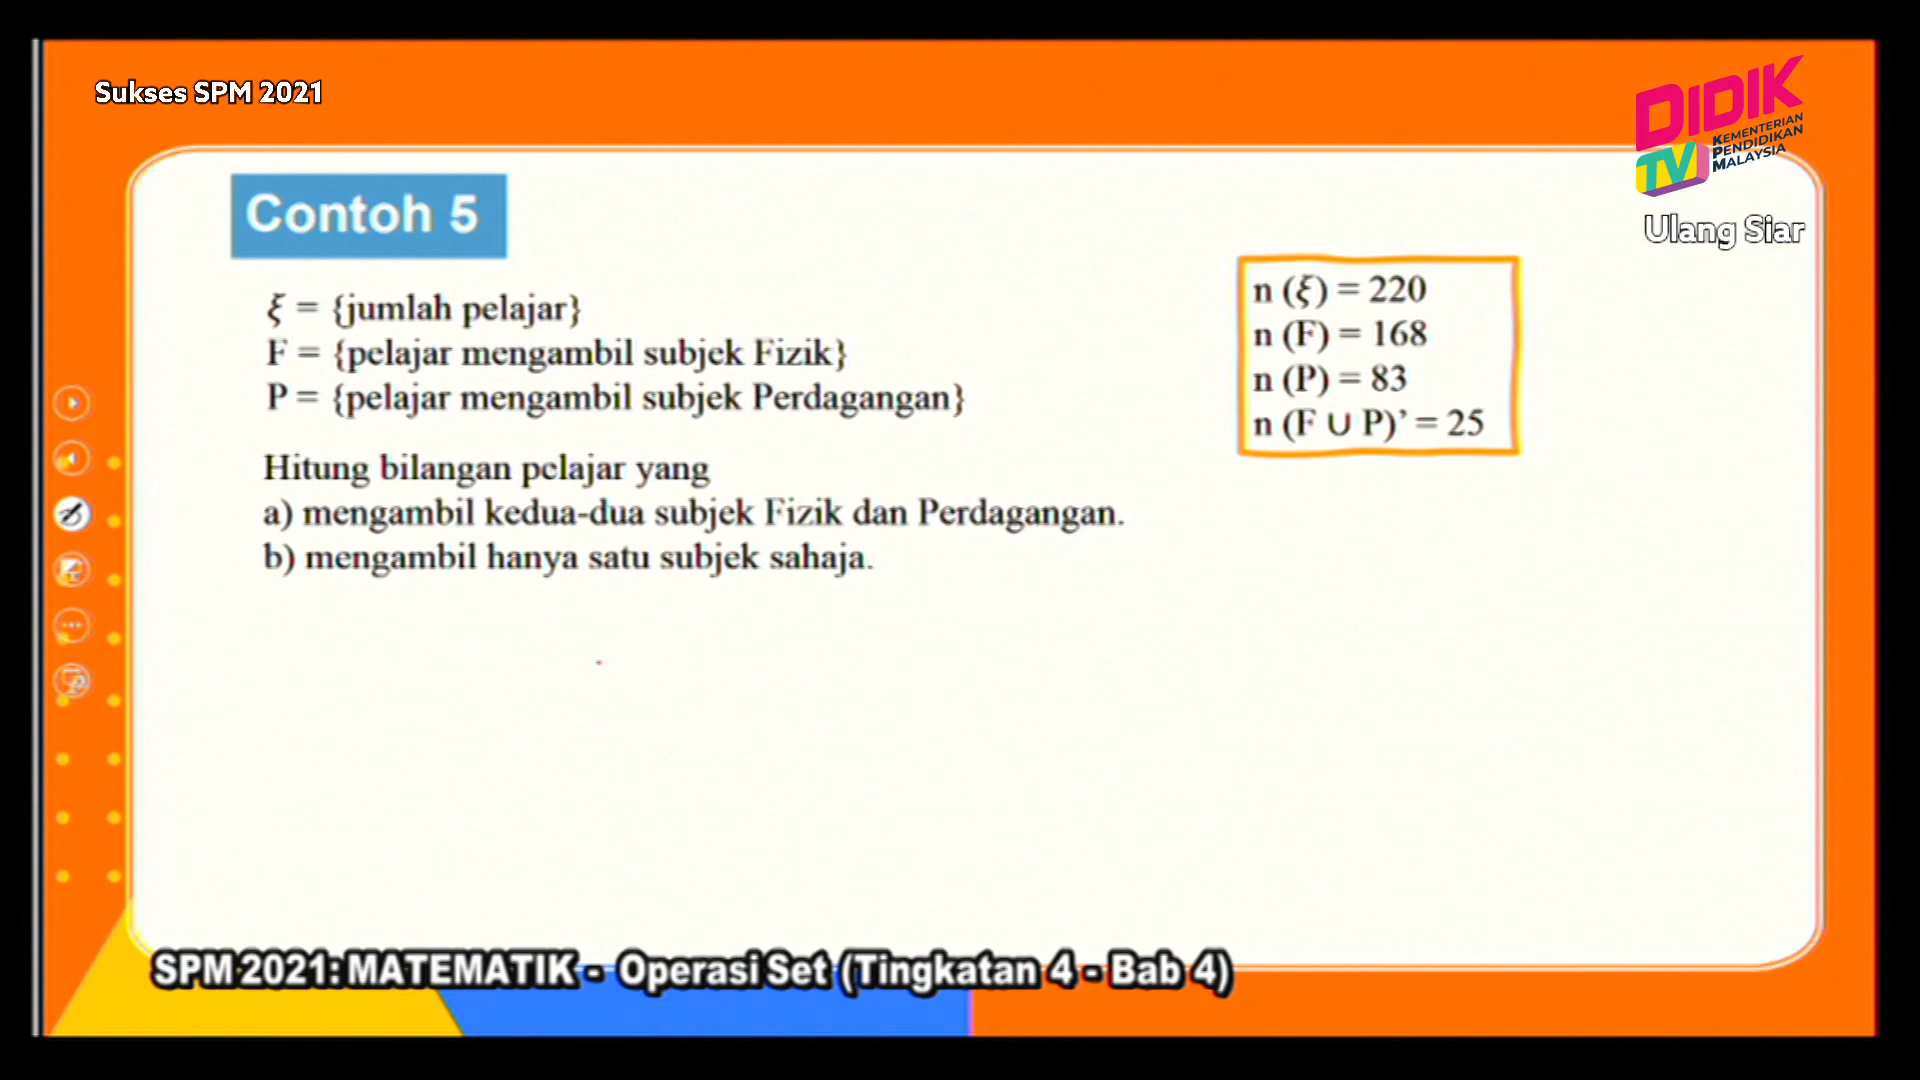 Sukses SPM 2021
DIDIK
TV
KEMENTERIAN
PENDIDIKAN
MALAYSIA
Ulang Siar
Contoh 5
ξ = {jumlah pelajar}
F = {pelajar mengambil subjek Fizik}
P = {pelajar mengambil subjek Perdagangan}
n (ξ) = 220
n (F) = 168
n (P) = 83
n (F ∪ P)’ = 25
Hitung bilangan pelajar yang
a) mengambil kedua-dua subjek Fizik dan Perdagangan.
b) mengambil hanya satu subjek sahaja.
SPM 2021: MATEMATIK - Operasi Set (Tingkatan 4 - Bab 4)